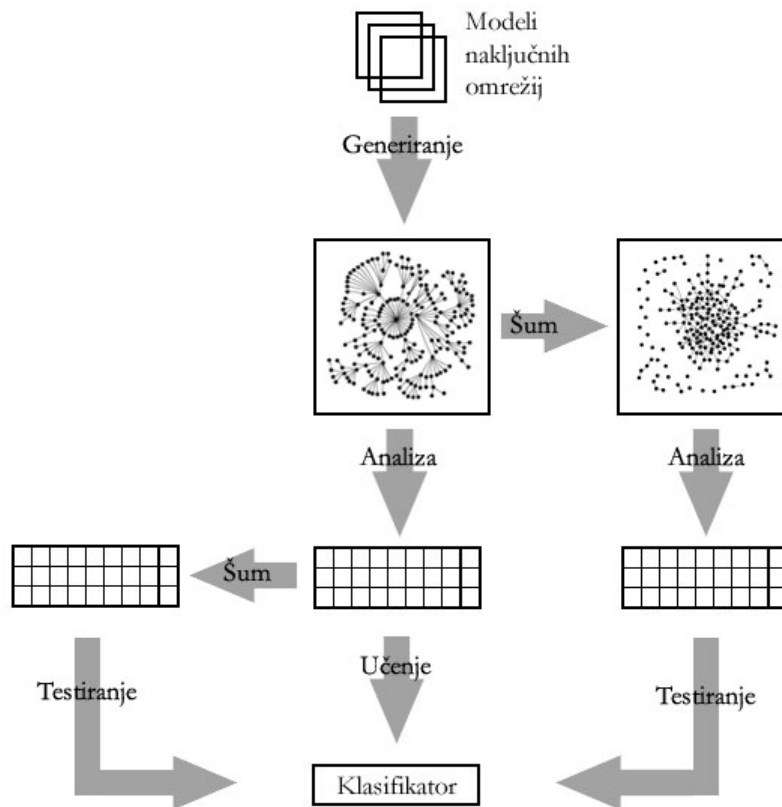 Modeli
naključnih
omrežij
Generiranje
Šum
Analiza
Analiza
Šum
Učenje
Testiranje
Testiranje
Klasifikator